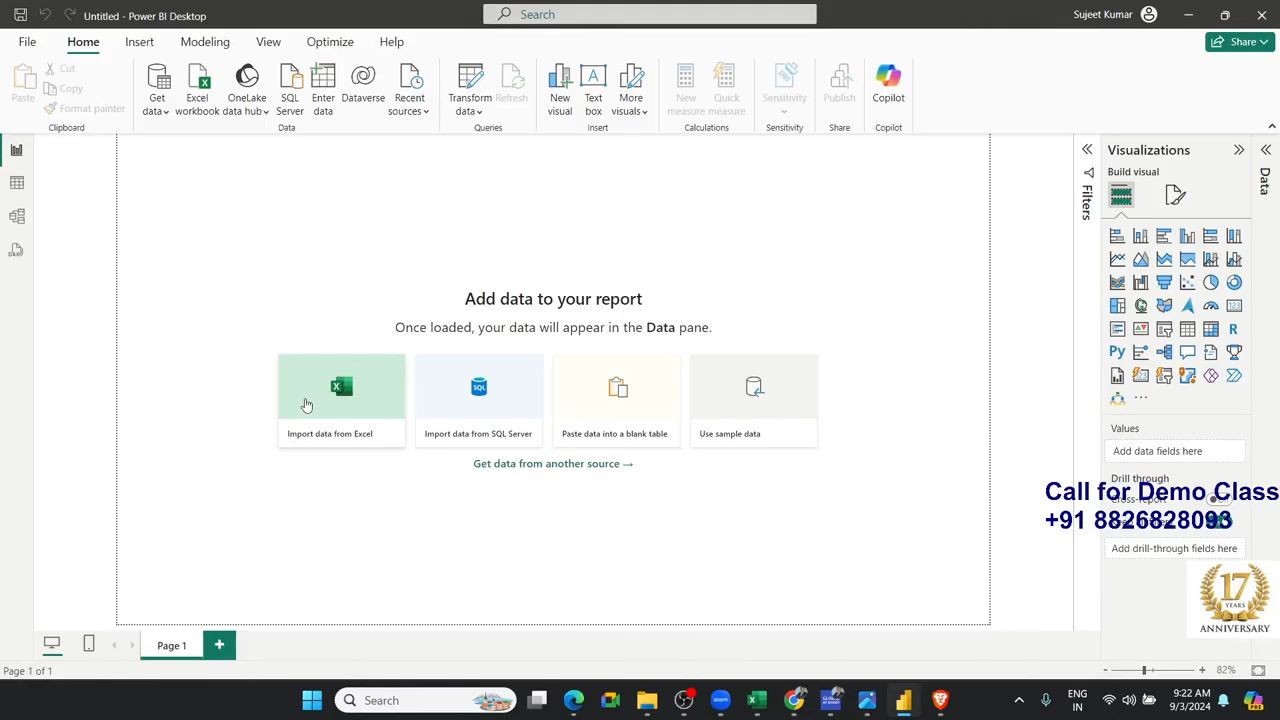 Untitled - Power BI Desktop
Search
Sujeet Kumar
File
Home
Insert
Modeling
View
Optimize
Help
Share
Paste
Cut
Copy
Format painter
Clipboard
Get data
Excel workbook
OneLake data hub
SQL Server
Enter data
Dataverse
Recent sources
Data
Transform data
Refresh
Queries
New visual
Text box
More visuals
Insert
New measure
Quick measure
Calculations
Sensitivity
Sensitivity
Publish
Share
Copilot
Copilot
Filters
Visualizations
Data
Build visual
Add data to your report
Once loaded, your data will appear in the Data pane.
Import data from Excel
Import data from SQL Server
Paste data into a blank table
Use sample data
Get data from another source →
Values
Add data fields here
Drill through
Cross-report
Call for Demo Class
+91 8826828093
Add drill-through fields here
17
YEARS
ANNIVERSARY
Page 1
Page 1 of 1
82%
Search
ENG
IN
9:22 AM
9/3/2024